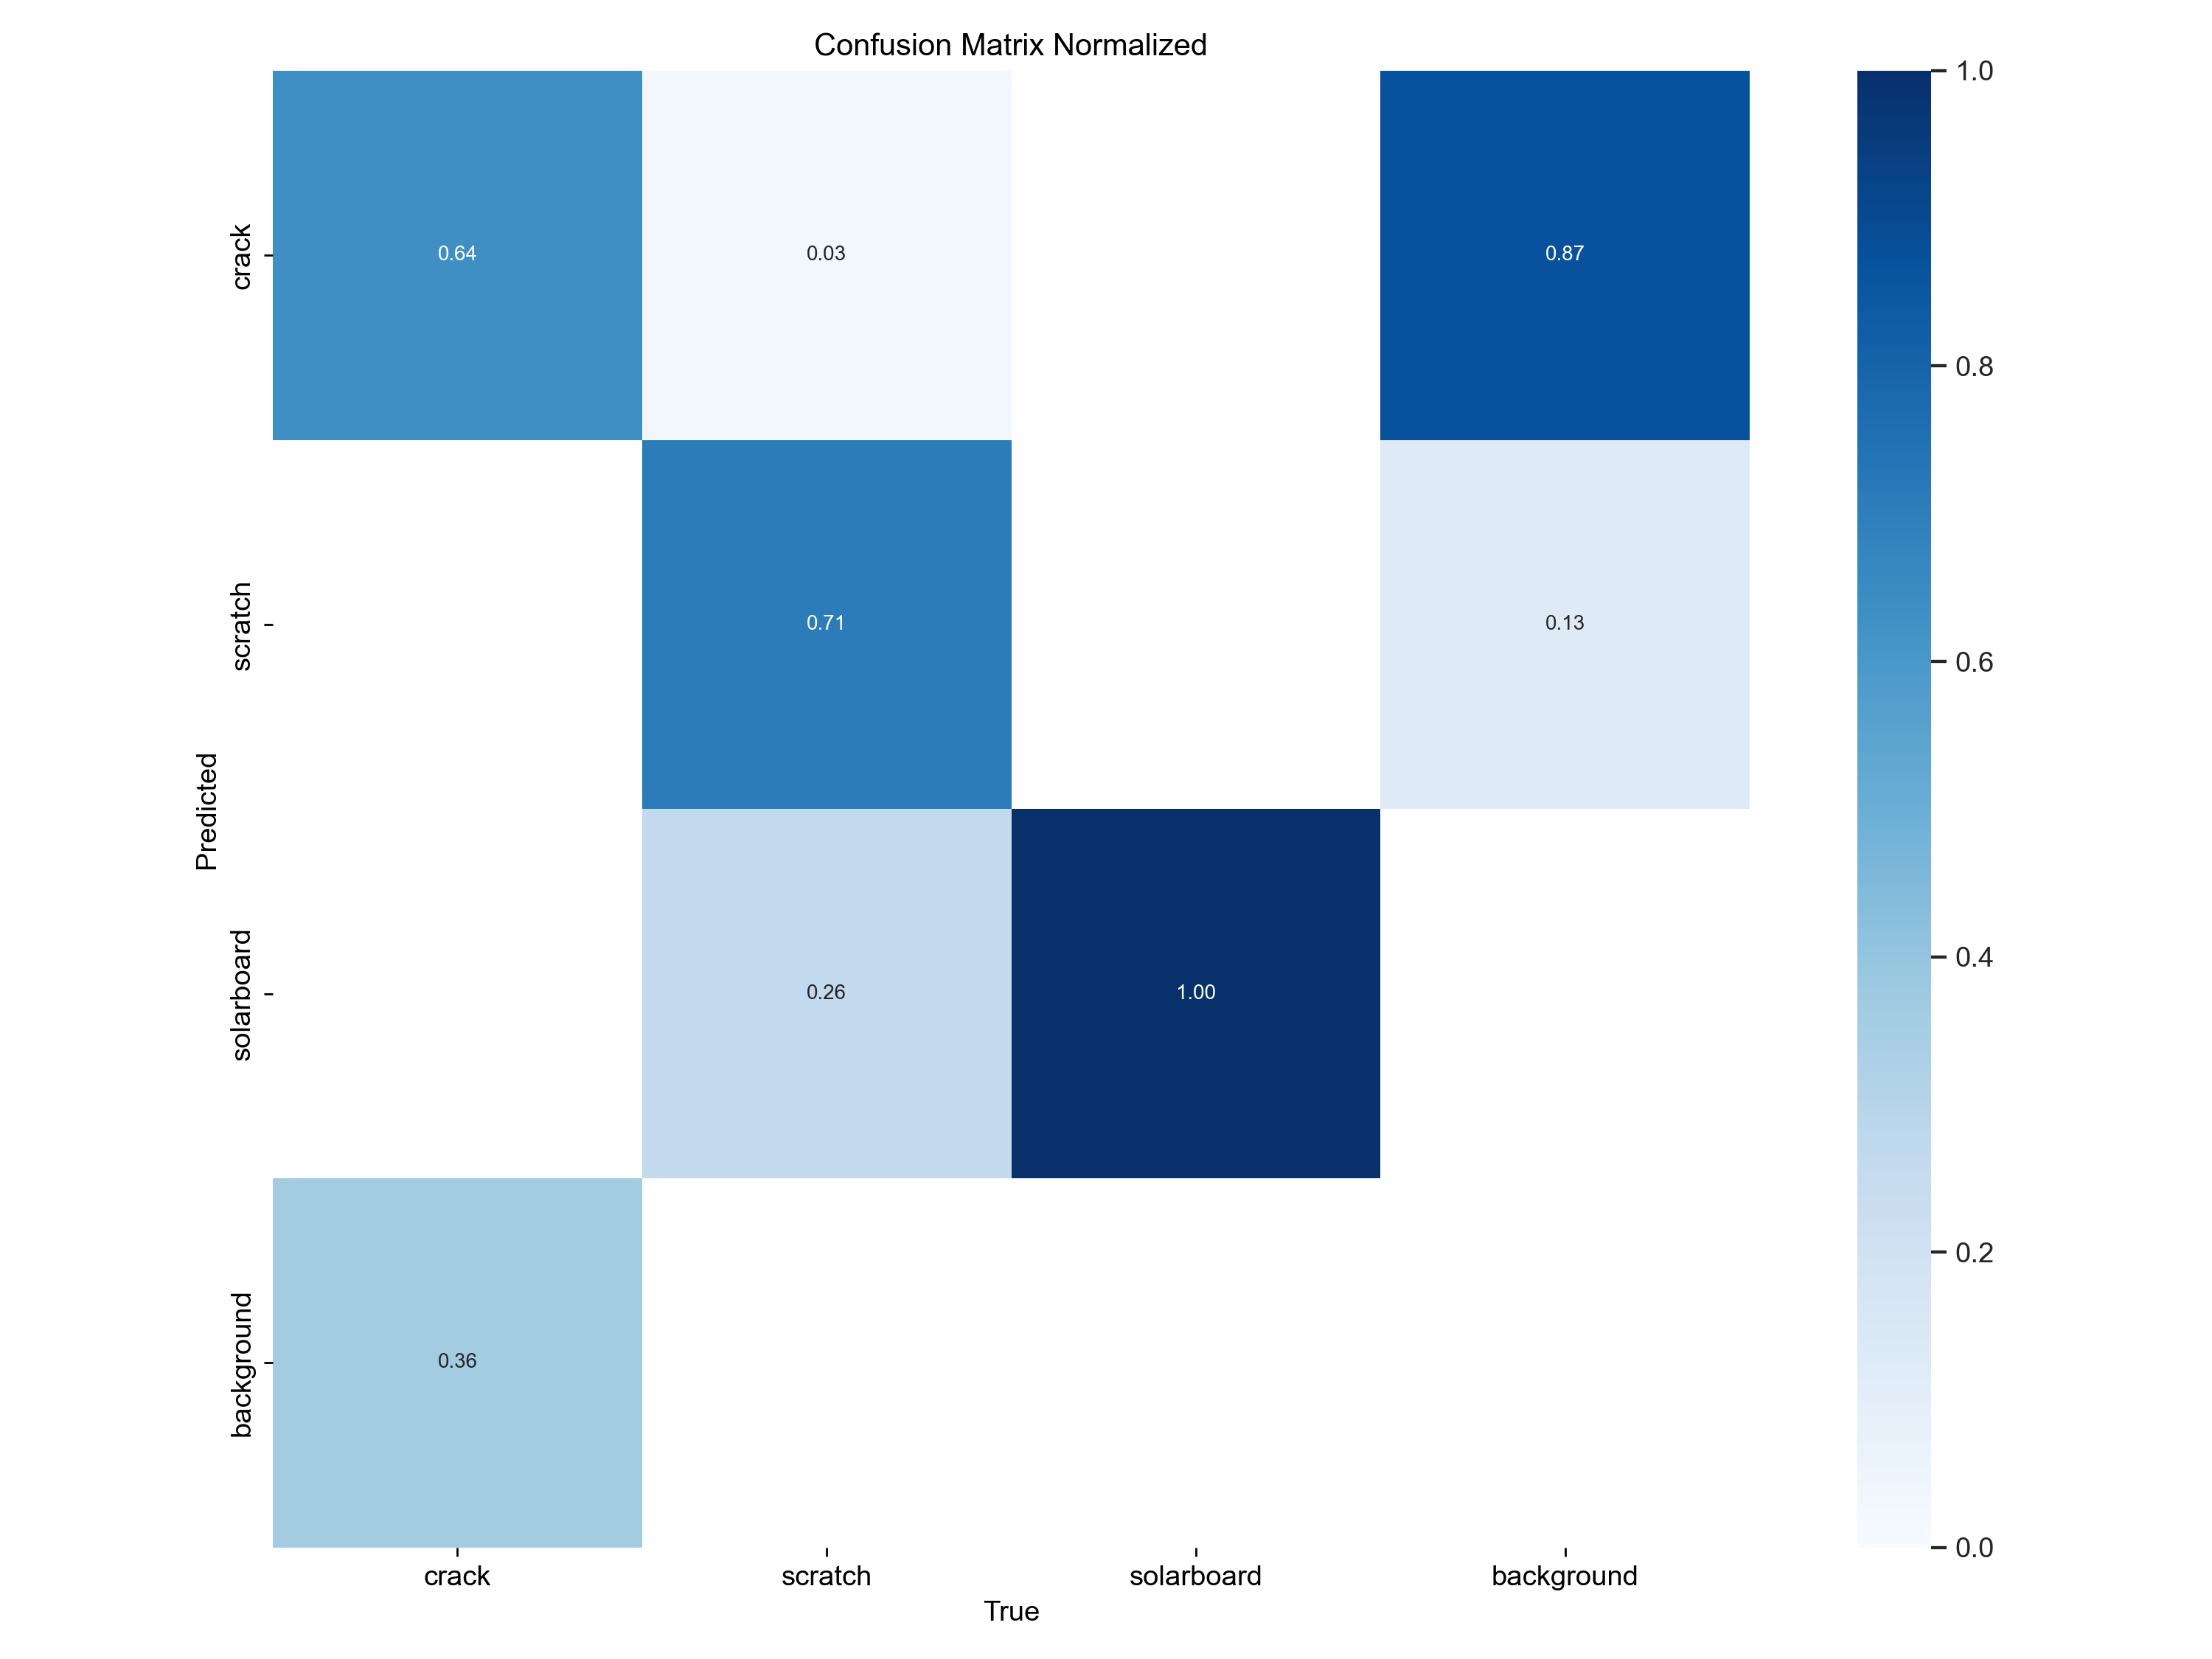 Confusion Matrix Normalized
crack
0.64
0.03
0.87
scratch
0.71
0.13
solarboard
0.26
1.00
background
0.36
Predicted
crack
scratch
solarboard
background
True
1.0
0.8
0.6
0.4
0.2
0.0